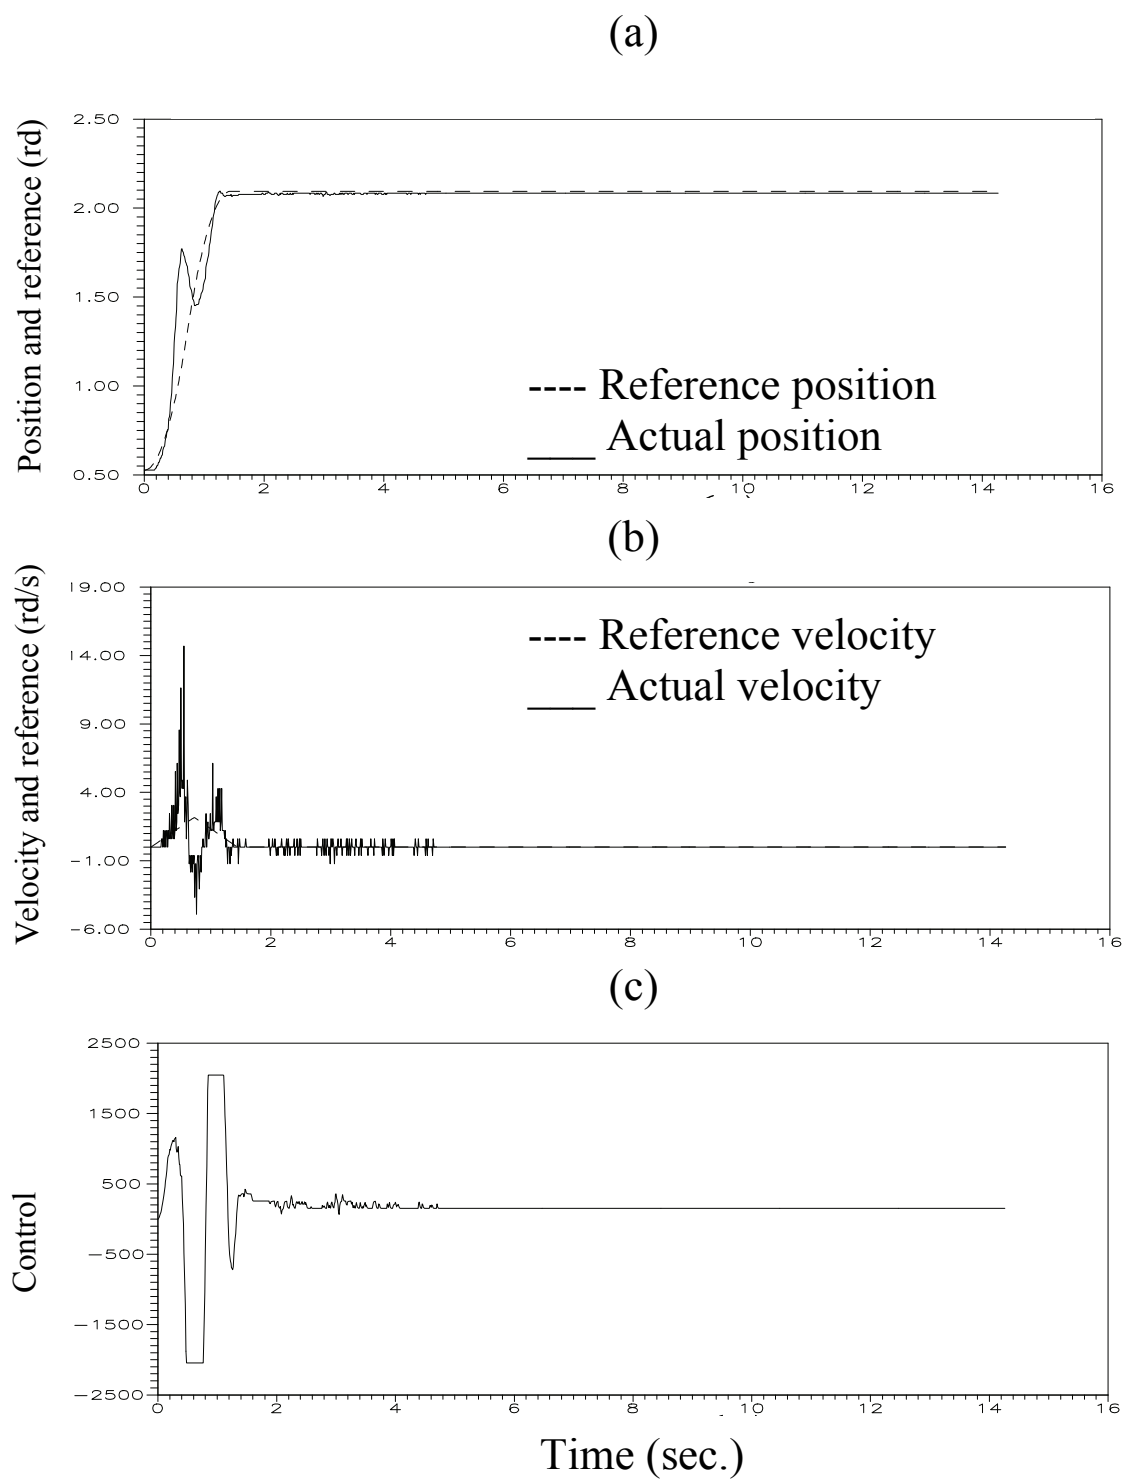 (a)
Position and reference (rd)
2.50
2.00
1.50
1.00
0.50
---- Reference position
___ Actual position
0 2 4 6 8 10 12 14 16
(b)
Velocity and reference (rd/s)
19.00
14.00
9.00
4.00
-1.00
-6.00
---- Reference velocity
___ Actual velocity
0 2 4 6 8 10 12 14 16
(c)
Control
2500
1500
500
-500
-1500
-2500
0 2 4 6 8 10 12 14 16
Time (sec.)